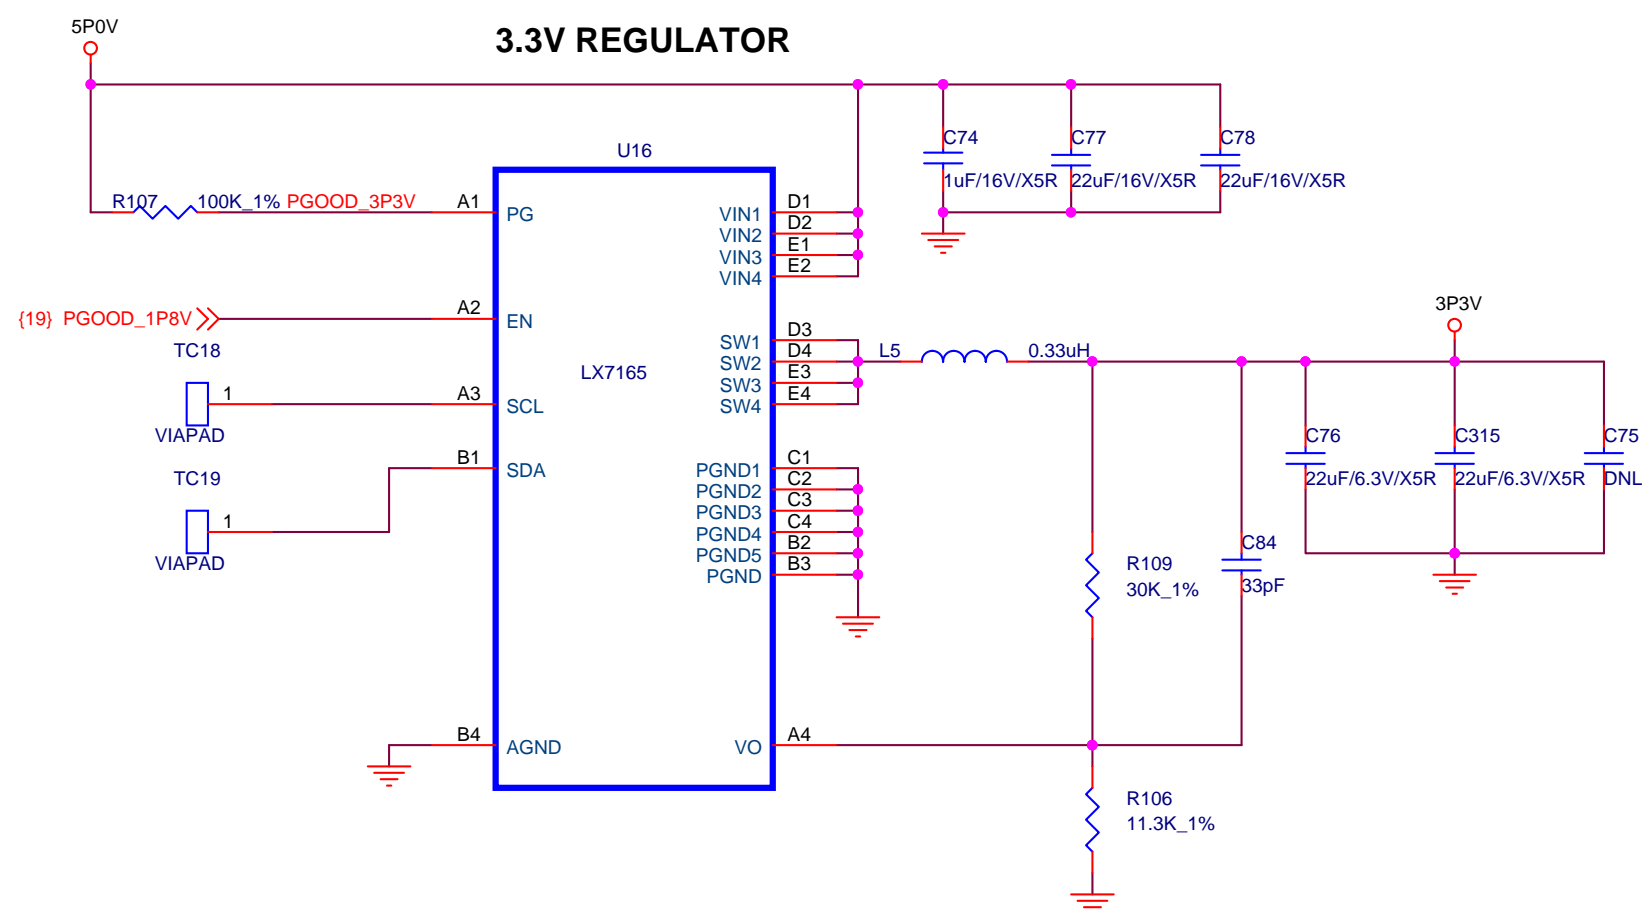 5P0V
3.3V REGULATOR
U16
C74
1uF/16V/X5R
C77
22uF/16V/X5R
C78
22uF/16V/X5R
R107 100K_1% PGOOD_3P3V A1 PG
VIN1 D1
VIN2 D2
VIN3 E1
VIN4 E2
{19} PGOOD_1P8V A2 EN
3P3V
SW1 D3
SW2 D4 L5 0.33uH
SW3 E3
SW4 E4
LX7165
TC18
1 A3 SCL
VIAPAD
TC19
B1 SDA
1
VIAPAD
PGND1 C1
PGND2 C2
PGND3 C3
PGND4 C4
PGND5 B2
PGND B3
C76
22uF/6.3V/X5R
C315
22uF/6.3V/X5R
C75
DNL
C84
33pF
R109
30K_1%
B4 AGND
VO A4
R106
11.3K_1%